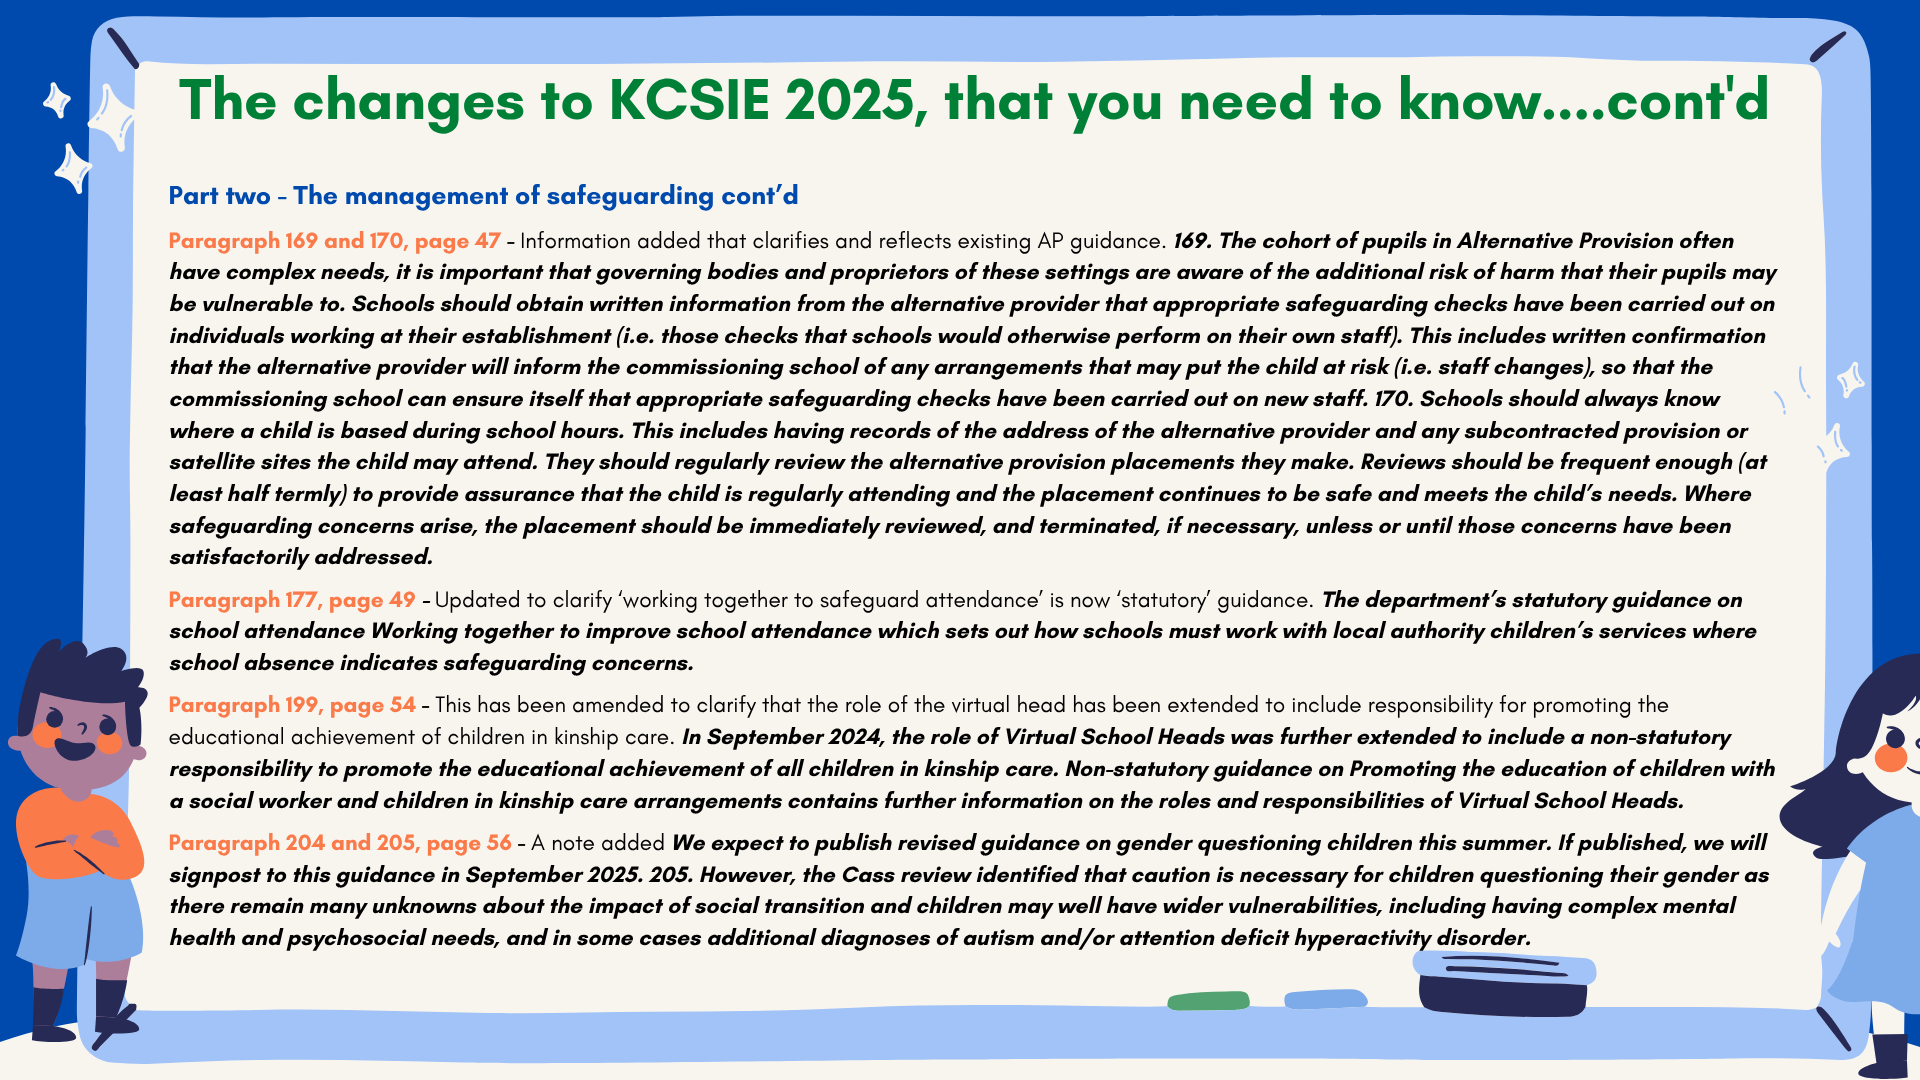 The changes to KCSIE 2025, that you need to know....cont'd
Part two - The management of safeguarding cont’d
Paragraph 169 and 170, page 47 - Information added that clarifies and reflects existing AP guidance. 169. The cohort of pupils in Alternative Provision often
have complex needs, it is important that governing bodies and proprietors of these settings are aware of the additional risk of harm that their pupils may
be vulnerable to. Schools should obtain written information from the alternative provider that appropriate safeguarding checks have been carried out on
individuals working at their establishment (i.e. those checks that schools would otherwise perform on their own staff). This includes written confirmation
that the alternative provider will inform the commissioning school of any arrangements that may put the child at risk (i.e. staff changes), so that the
commissioning school can ensure itself that appropriate safeguarding checks have been carried out on new staff. 170. Schools should always know
where a child is based during school hours. This includes having records of the address of the alternative provider and any subcontracted provision or
satellite sites the child may attend. They should regularly review the alternative provision placements they make. Reviews should be frequent enough (at
least half termly) to provide assurance that the child is regularly attending and the placement continues to be safe and meets the child’s needs. Where
safeguarding concerns arise, the placement should be immediately reviewed, and terminated, if necessary, unless or until those concerns have been
satisfactorily addressed.
Paragraph 177, page 49 - Updated to clarify ‘working together to safeguard attendance’ is now ‘statutory’ guidance. The department’s statutory guidance on
school attendance Working together to improve school attendance which sets out how schools must work with local authority children’s services where
school absence indicates safeguarding concerns.
Paragraph 199, page 54 - This has been amended to clarify that the role of the virtual head has been extended to include responsibility for promoting the
educational achievement of children in kinship care. In September 2024, the role of Virtual School Heads was further extended to include a non-statutory
responsibility to promote the educational achievement of all children in kinship care. Non-statutory guidance on Promoting the education of children with
a social worker and children in kinship care arrangements contains further information on the roles and responsibilities of Virtual School Heads.
Paragraph 204 and 205, page 56 - A note added We expect to publish revised guidance on gender questioning children this summer. If published, we will
signpost to this guidance in September 2025. 205. However, the Cass review identified that caution is necessary for children questioning their gender as
there remain many unknowns about the impact of social transition and children may well have wider vulnerabilities, including having complex mental
health and psychosocial needs, and in some cases additional diagnoses of autism and/or attention deficit hyperactivity disorder.